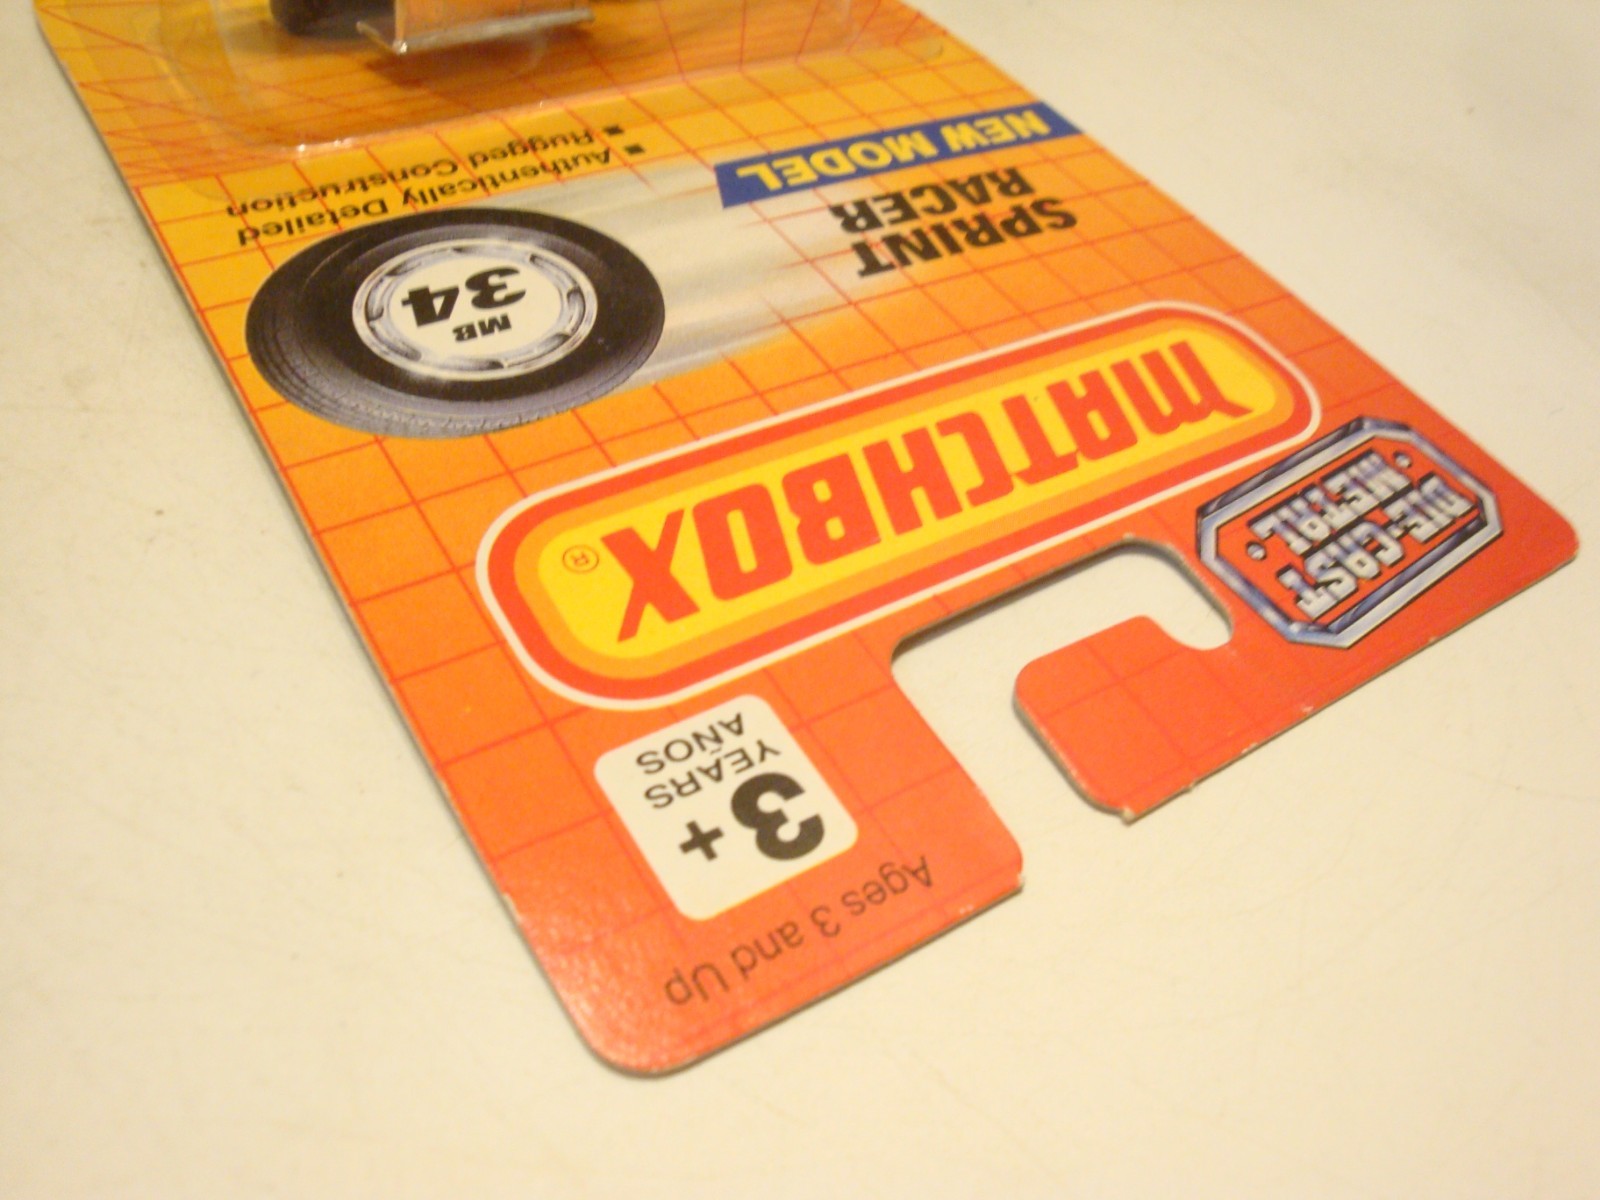 Ages 3 and Up
3+
YEARS
AÑOS
DIE-CAST
METAL
MATCHBOX®
SPRINT
RACER
NEW MODEL
MB
34
▪ Authentically Detailed
▪ Rugged Construction